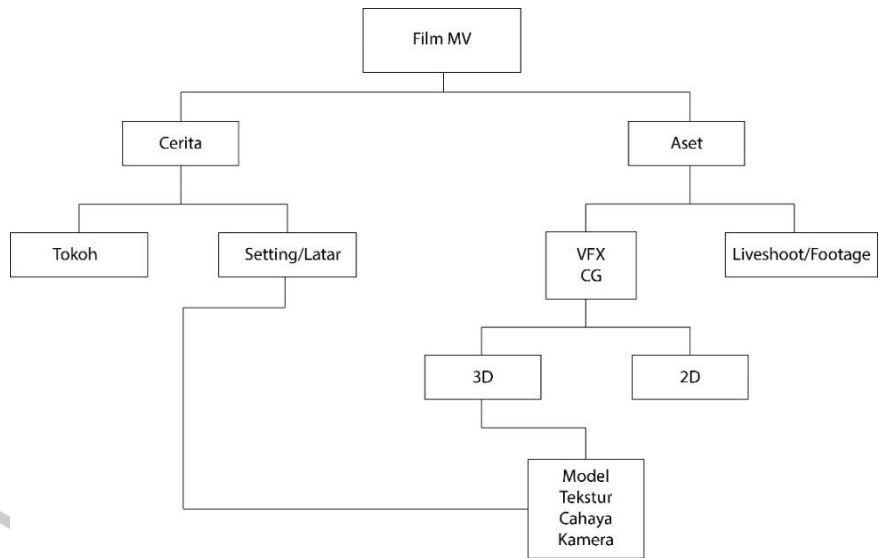 Film MV
Cerita
Aset
Tokoh
Setting/Latar
VFX
CG
Liveshoot/Footage
3D
2D
Model
Tekstur
Cahaya
Kamera